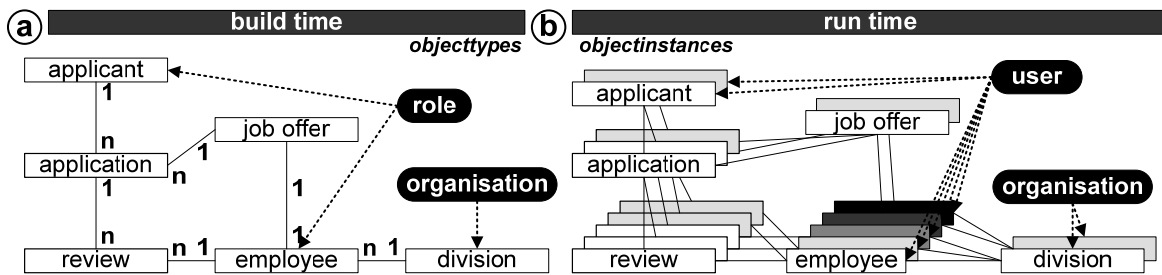 a
build time
objecttypes
applicant
1
role
job offer
n
1
application
n
1
1
organisation
n
n 1
1
n 1
review
employee
division
b
run time
objectinstances
user
applicant
job offer
application
organisation
review
employee
division